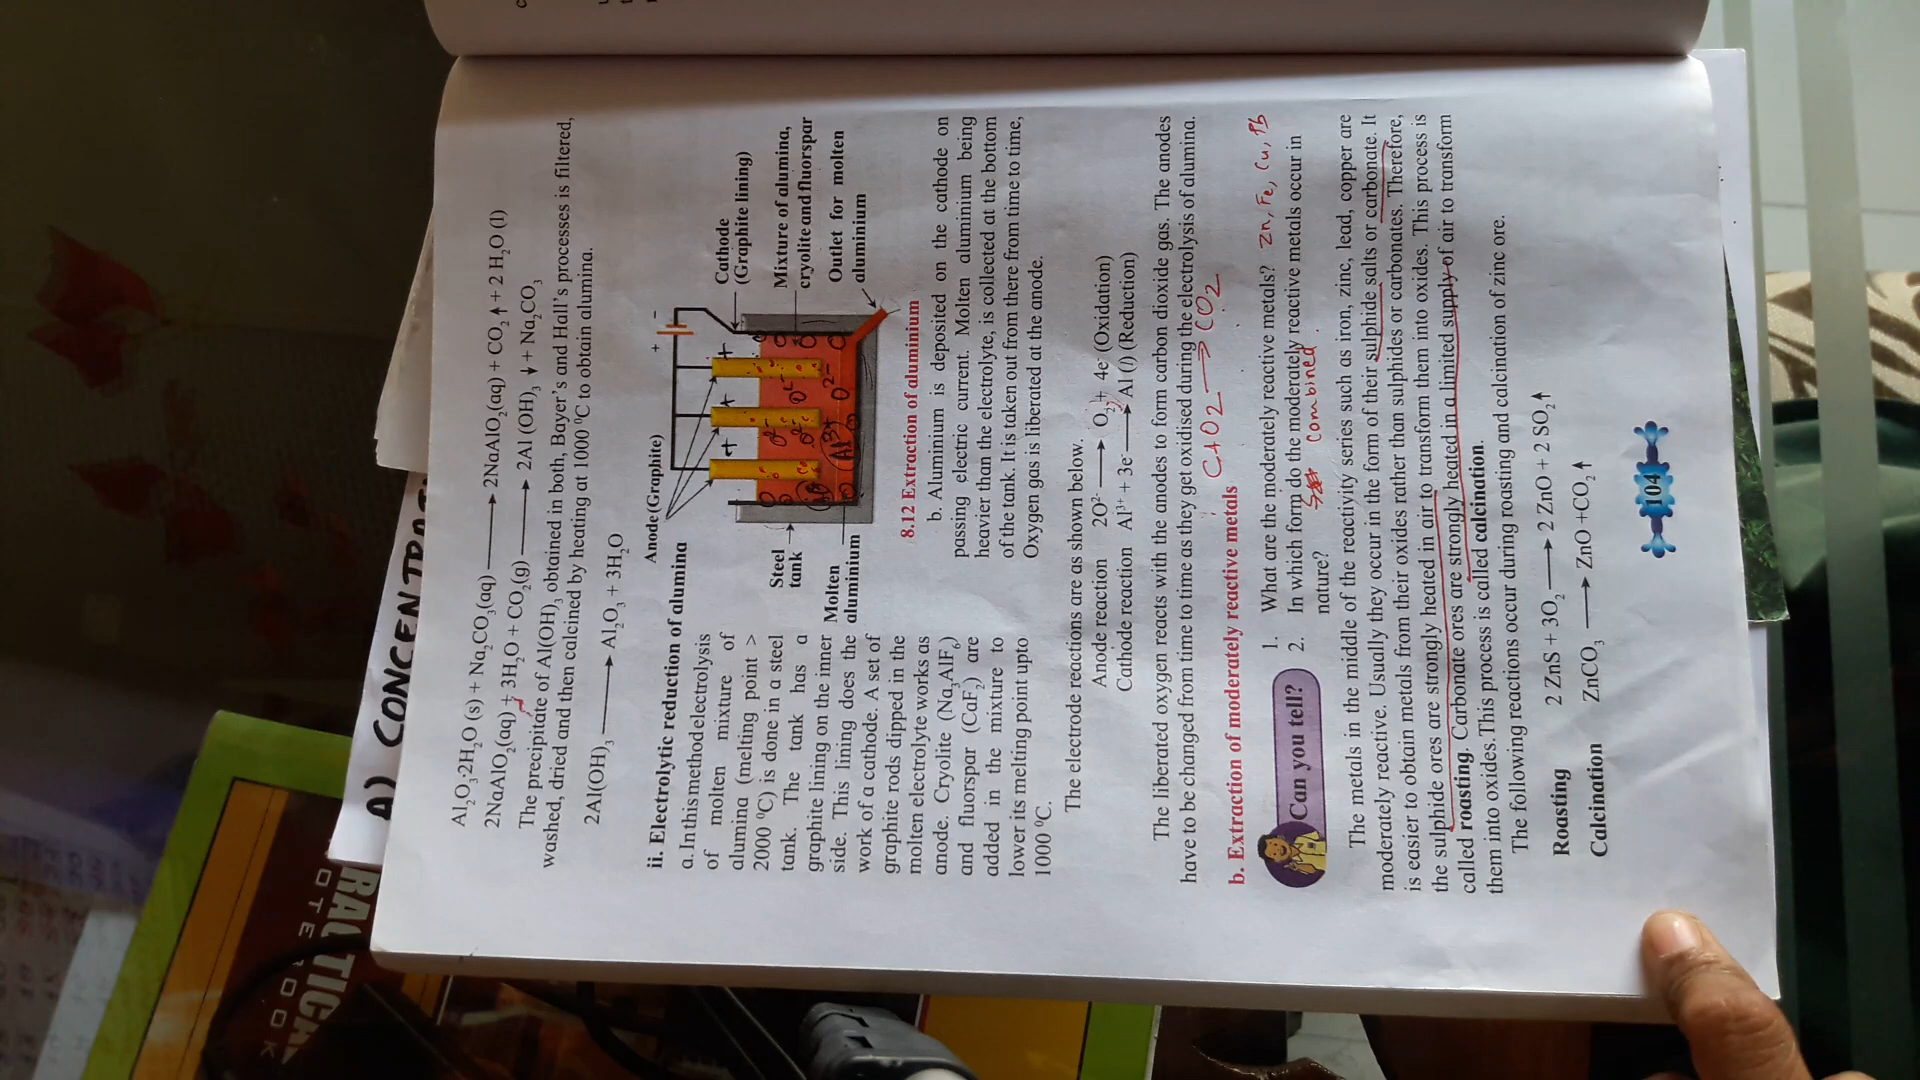 A) CONCENTRA
Al₂O₃2H₂O (s) + Na₂CO₃(aq) ⟶ 2NaAlO₂(aq) + CO₂↑+ 2 H₂O (l)
2NaAlO₂(aq) + 3H₂O + CO₂(g) ⟶ 2Al (OH)₃ ↓+ Na₂CO₃
The precipitate of Al(OH)₃ obtained in both, Bayer's and Hall's processes is filtered,
washed, dried and then calcined by heating at 1000 ⁰C to obtain alumina.
2Al(OH)₃ ⟶ Al₂O₃ + 3H₂O
ii. Electrolytic reduction of alumina
a. In this method electrolysis
of molten mixture of
alumina (melting point >
2000 ⁰C) is done in a steel
tank. The tank has a
graphite lining on the inner
side. This lining does the
work of a cathode. A set of
graphite rods dipped in the
molten electrolyte works as
anode. Cryolite (Na₃AlF₆)
and fluorspar (CaF₂) are
added in the mixture to
lower its melting point upto
1000 ⁰C.
Anode (Graphite)
+ −
+ + +
Cathode
(Graphite lining)
Mixture of alumina,
cryolite and fluorspar
Outlet for molten
aluminium
Steel
tank
Molten
aluminium
O²⁻
Al³⁺
8.12 Extraction of aluminium
b. Aluminium is deposited on the cathode on
passing electric current. Molten aluminium being
heavier than the electrolyte, is collected at the bottom
of the tank. It is taken out from there from time to time,
Oxygen gas is liberated at the anode.
The electrode reactions are as shown below.
Anode reaction 2O²⁻ ⟶ O₂ + 4e⁻ (Oxidation)
Cathode reaction Al³⁺ + 3e⁻ ⟶ Al (l) (Reduction)
The liberated oxygen reacts with the anodes to form carbon dioxide gas. The anodes
have to be changed from time to time as they get oxidised during the electrolysis of alumina.
C+O2 → CO2
b. Extraction of moderately reactive metals
Can you tell?
1. What are the moderately reactive metals? Zn, Fe, Cu, Pb
2. In which form do the moderately reactive metals occur in
nature? combined
The metals in the middle of the reactivity series such as iron, zinc, lead, copper are
moderately reactive. Usually they occur in the form of their sulphide salts or carbonate. It
is easier to obtain metals from their oxides rather than sulphides or carbonates. Therefore,
the sulphide ores are strongly heated in air to transform them into oxides. This process is
called roasting. Carbonate ores are strongly heated in a limited supply of air to transform
them into oxides.This process is called calcination.
The following reactions occur during roasting and calcination of zinc ore.
Roasting 2 ZnS + 3O₂ ⟶ 2 ZnO + 2 SO₂↑
Calcination ZnCO₃ ⟶ ZnO +CO₂↑
104